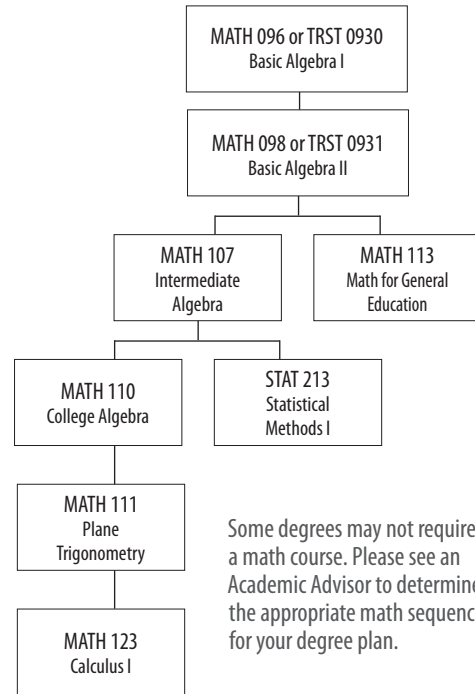 MATH 096 or TRST 0930
Basic Algebra I
MATH 098 or TRST 0931
Basic Algebra II
MATH 107
Intermediate
Algebra
MATH 113
Math for General
Education
MATH 110
College Algebra
STAT 213
Statistical
Methods I
MATH 111
Plane
Trigonometry
Some degrees may not require
a math course. Please see an
Academic Advisor to determine
the appropriate math sequenc
for your degree plan.
MATH 123
Calculus I